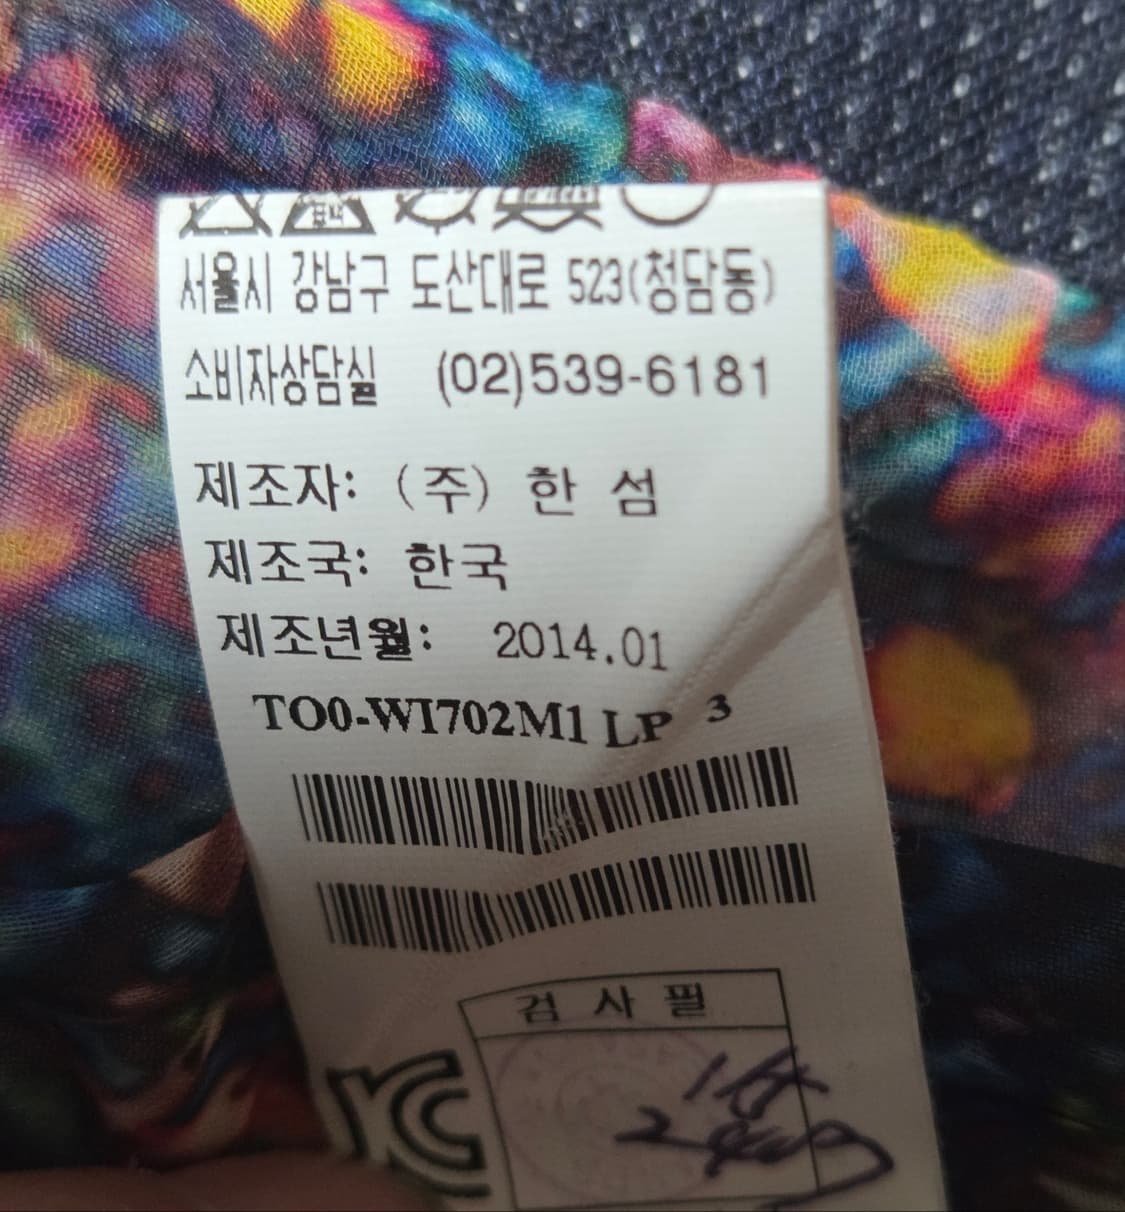 서울시 강남구 도산대로 523(청담동)
소비자상담실 (02)539-6181
제조자: (주) 한 섬
제조국: 한국
제조년월: 2014.01
TO0-WI702M1 LP 3
검 사 필
KC